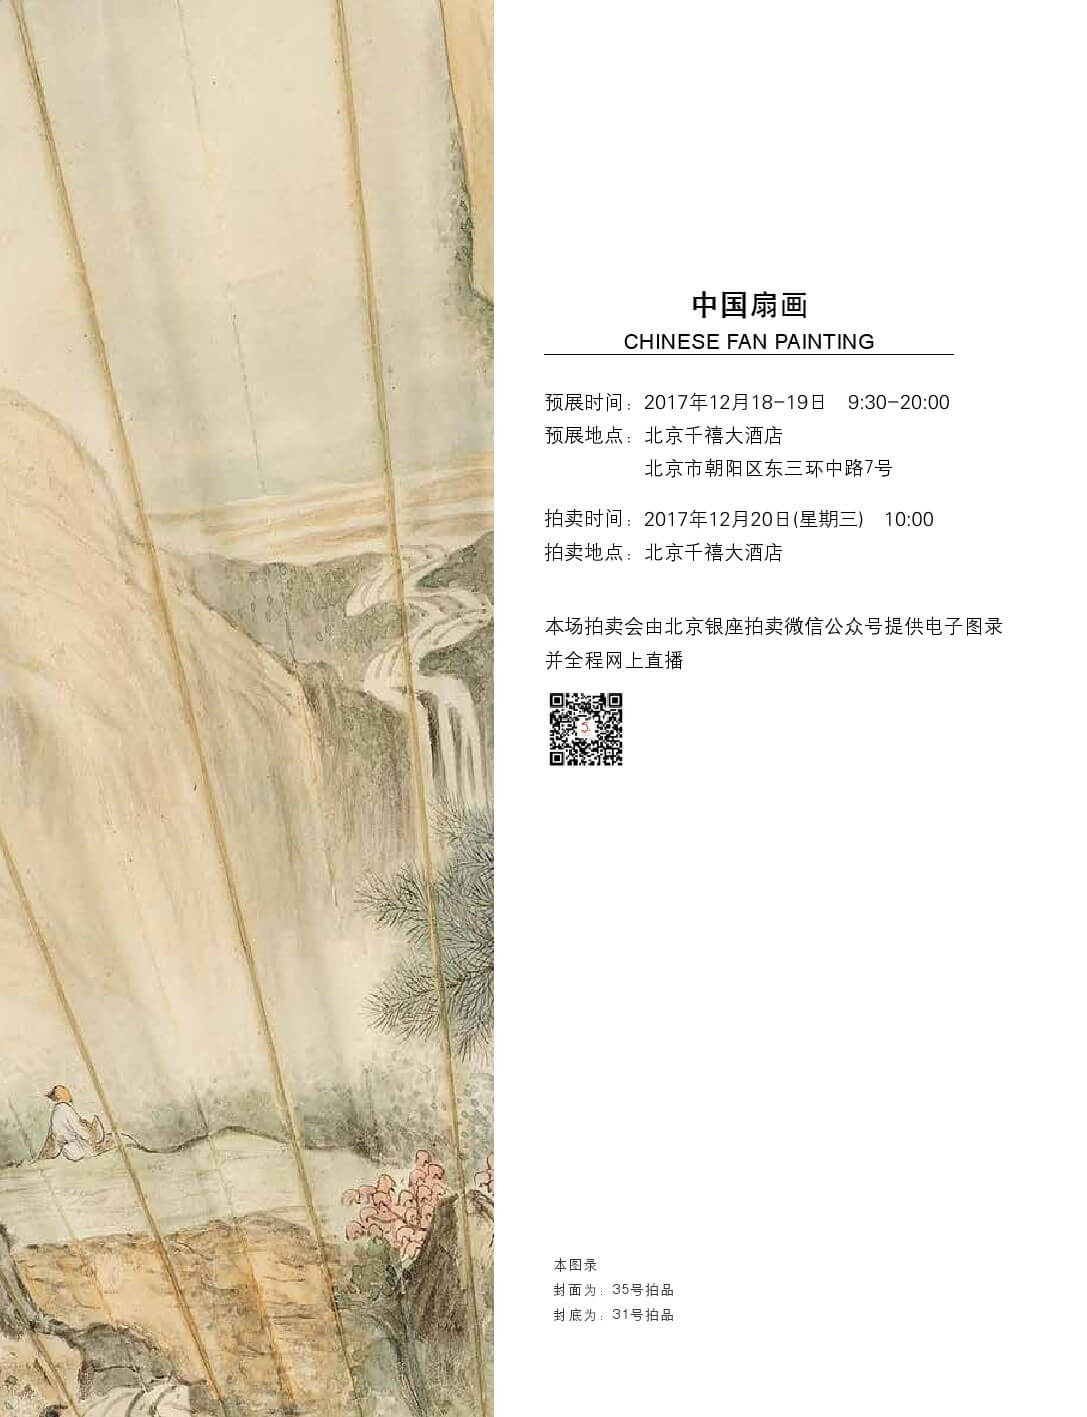 中国扇画
CHINESE FAN PAINTING
预展时间：2017年12月18-19日 9:30-20:00
预展地点：北京千禧大酒店
北京市朝阳区东三环中路7号
拍卖时间：2017年12月20日(星期三) 10:00
拍卖地点：北京千禧大酒店
本场拍卖会由北京银座拍卖微信公众号提供电子图录
并全程网上直播
本图录
封面为：35号拍品
封底为：31号拍品